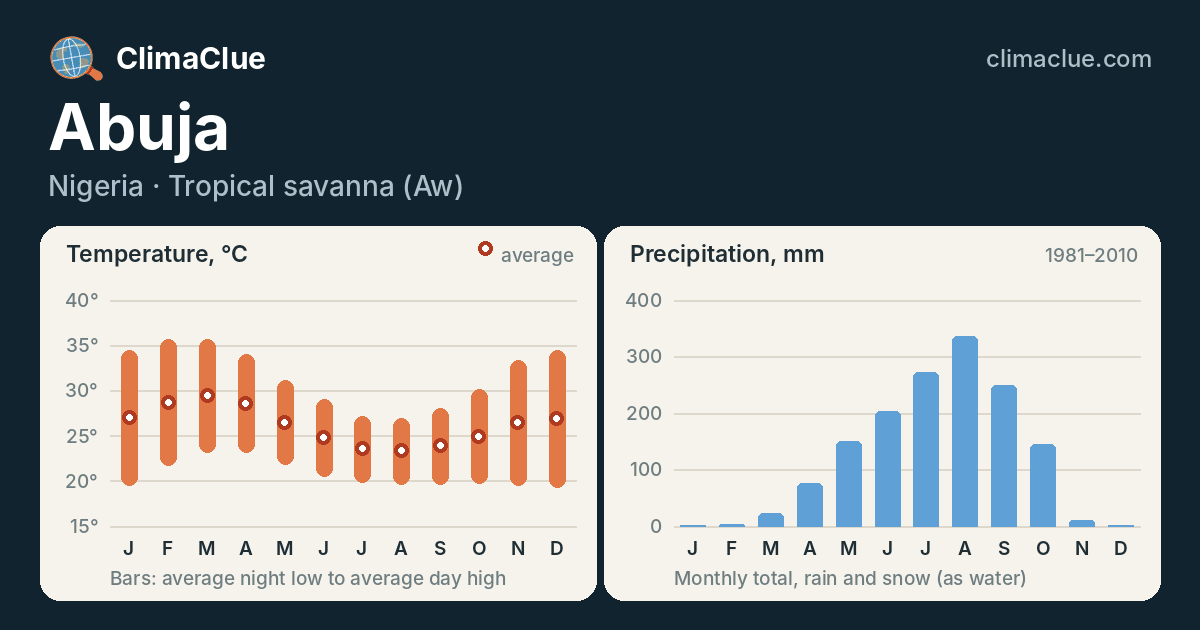 ClimaClue
climaclue.com
Abuja
Nigeria · Tropical savanna (Aw)
Temperature, °C
average
40°
35°
30°
25°
20°
15°
J F M A M J J A S O N D
Bars: average night low to average day high
Precipitation, mm
1981–2010
400
300
200
100
0
J F M A M J J A S O N D
Monthly total, rain and snow (as water)